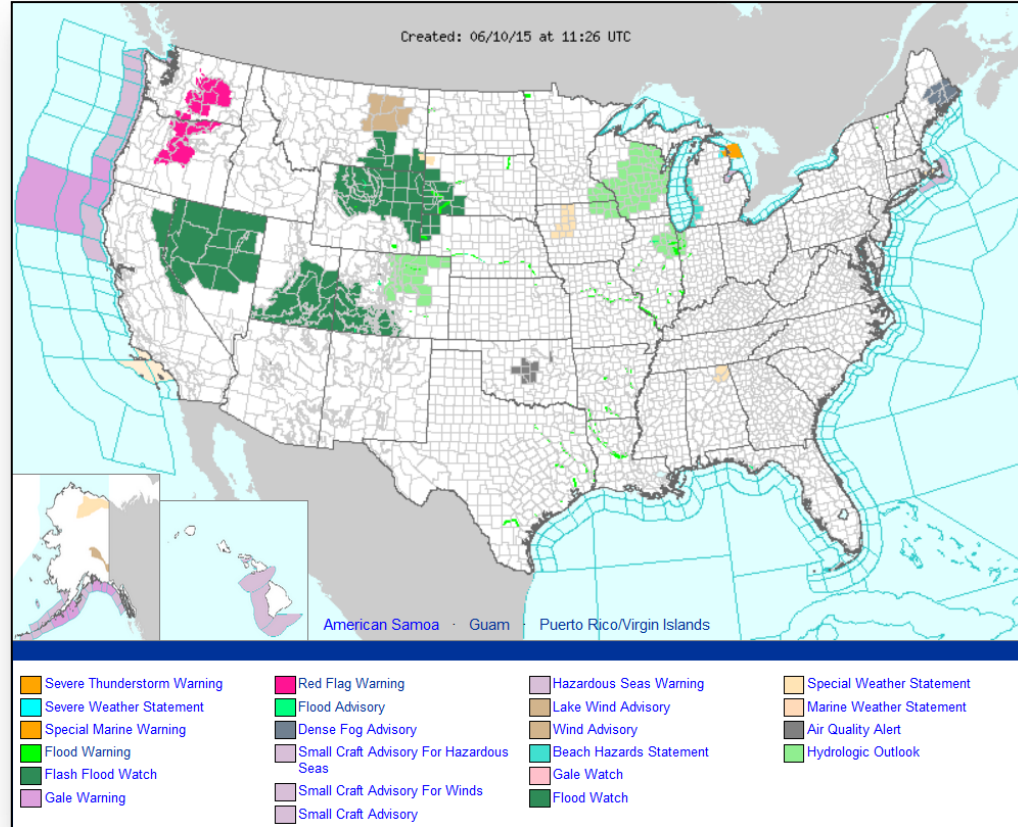 Created: 06/10/15 at 11:26 UTC
American Samoa · Guam · Puerto Rico/Virgin Islands
Severe Thunderstorm Warning
Severe Weather Statement
Special Marine Warning
Flood Warning
Flash Flood Watch
Gale Warning
Red Flag Warning
Flood Advisory
Dense Fog Advisory
Small Craft Advisory For Hazardous
Seas
Small Craft Advisory For Winds
Small Craft Advisory
Hazardous Seas Warning
Lake Wind Advisory
Wind Advisory
Beach Hazards Statement
Gale Watch
Flood Watch
Special Weather Statement
Marine Weather Statement
Air Quality Alert
Hydrologic Outlook